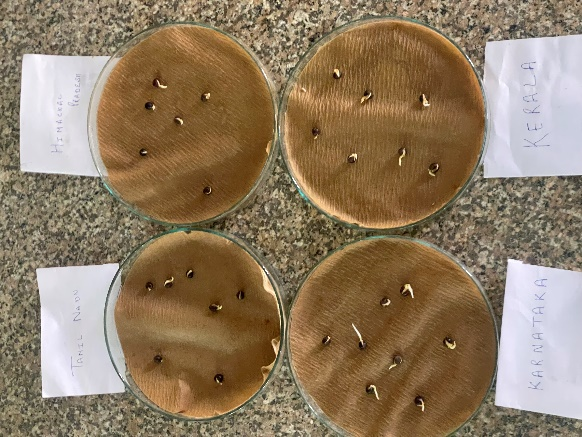 HIMACHAL
PRADESH
KERALA
TAMIL NADU
KARNATAKA